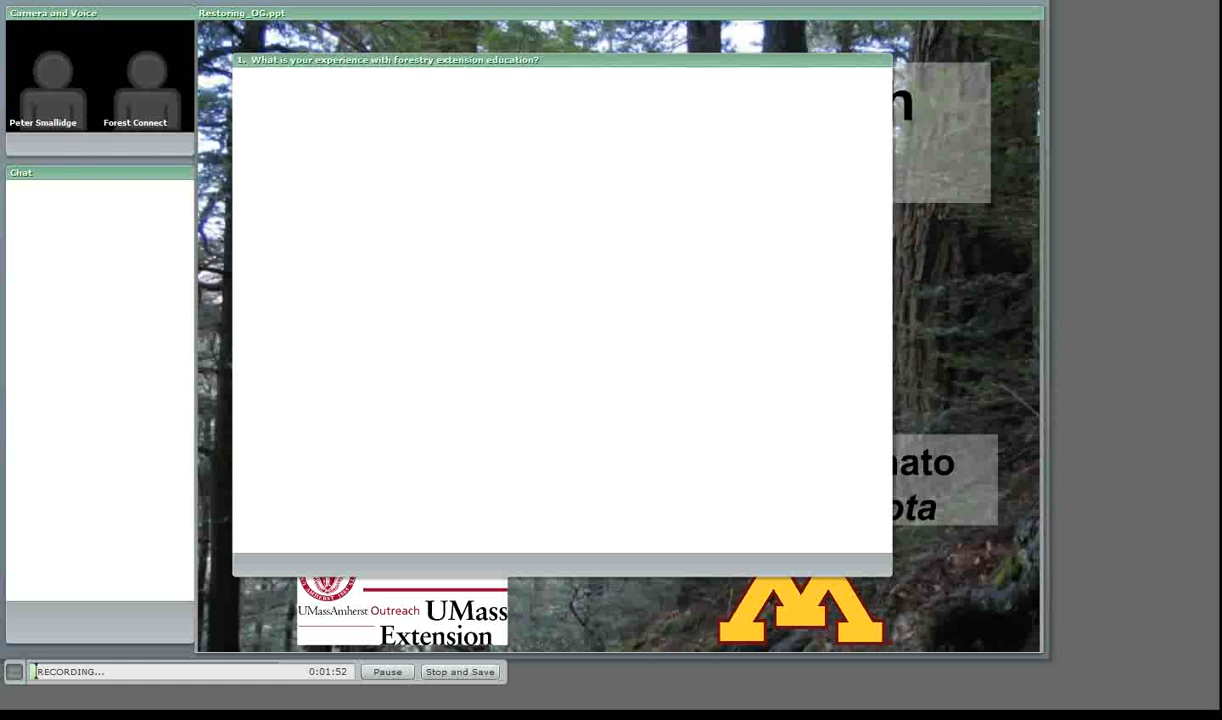 Camera and Voice
Restoring_OG.ppt
1. What is your experience with forestry extension education?
Peter Smallidge
Forest Connect
Chat
ota
UMassAmherst Outreach UMass
Extension
RECORDING...
0:01:52
Pause
Stop and Save